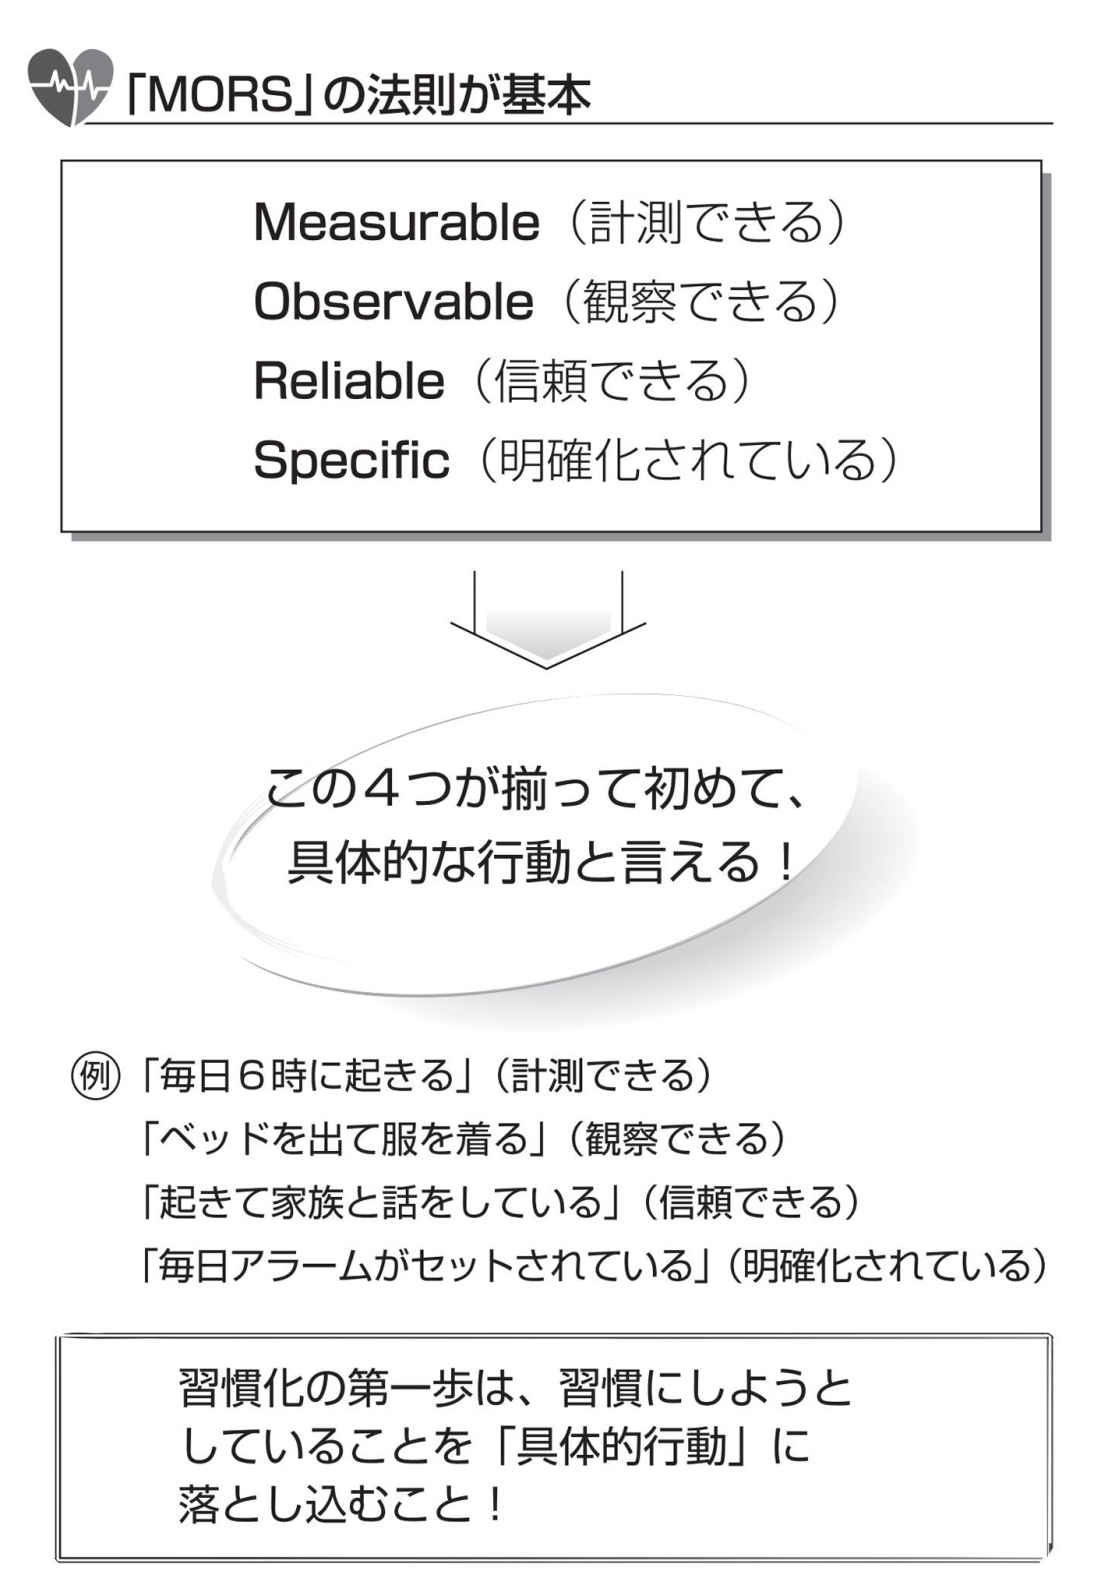 「MORS」の法則が基本
Measurable（計測できる）
Observable（観察できる）
Reliable（信頼できる）
Specific（明確化されている）
この４つが揃って初めて、
具体的な行動と言える！
例 「毎日６時に起きる」（計測できる）
「ベッドを出て服を着る」（観察できる）
「起きて家族と話をしている」（信頼できる）
「毎日アラームがセットされている」（明確化されている）
習慣化の第一歩は、習慣にしようと
していることを「具体的行動」に
落とし込むこと！